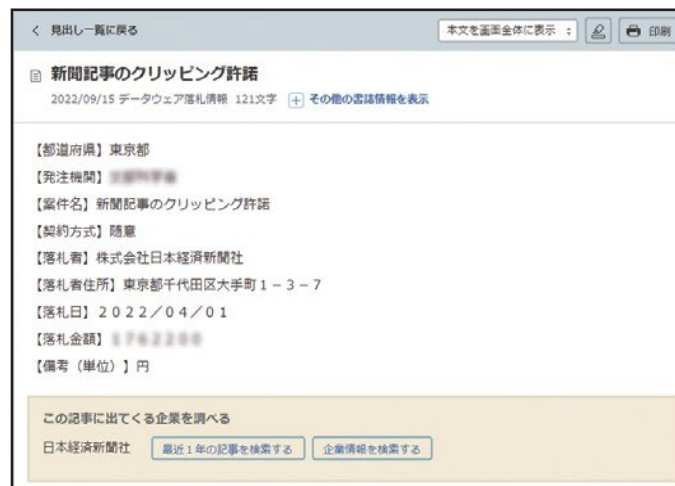 < 見出し一覧に戻る
本文を画面全体に表示
印刷
新聞記事のクリッピング許諾
2022/09/15 データウェア落札情報 121文字 + その他の書誌情報を表示
【都道府県】東京都
【発注機関】
【案件名】新聞記事のクリッピング許諾
【契約方式】随意
【落札者】株式会社日本経済新聞社
【落札者住所】東京都千代田区大手町1-3-7
【落札日】2022/04/01
【落札金額】
【備考(単位)】円
この記事に出てくる企業を調べる
日本経済新聞社 最近1年の記事を検索する 企業情報を検索する